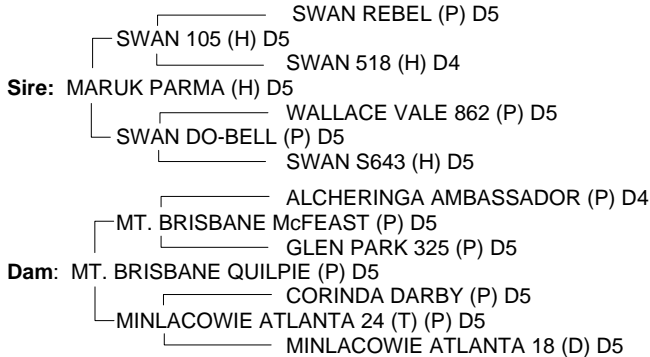 SWAN REBEL (P) D5
SWAN 105 (H) D5
SWAN 518 (H) D4
Sire: MARUK PARMA (H) D5
WALLACE VALE 862 (P) D5
SWAN DO-BELL (P) D5
SWAN S643 (H) D5
ALCHERINGA AMBASSADOR (P) D4
MT. BRISBANE McFEAST (P) D5
GLEN PARK 325 (P) D5
Dam: MT. BRISBANE QUILPIE (P) D5
CORINDA DARBY (P) D5
MINLACOWIE ATLANTA 24 (T) (P) D5
MINLACOWIE ATLANTA 18 (D) D5